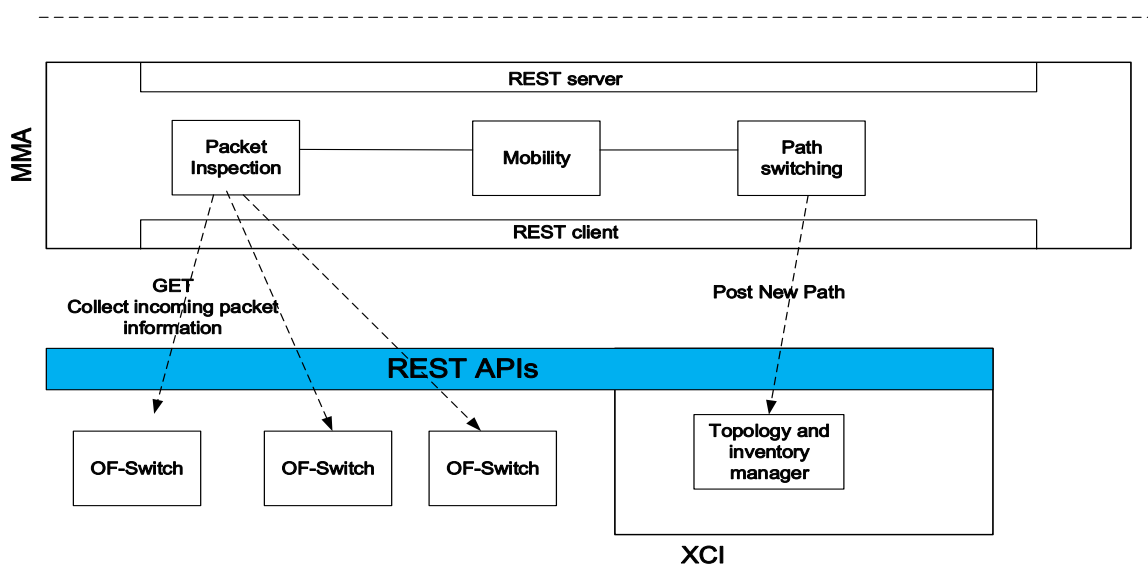 REST server
MMA
Packet
Inspection
Mobility
Path
switching
REST client
GET
Collect incoming packet
information
Post New Path
REST APIs
OF-Switch
OF-Switch
OF-Switch
Topology and
inventory
manager
XCI